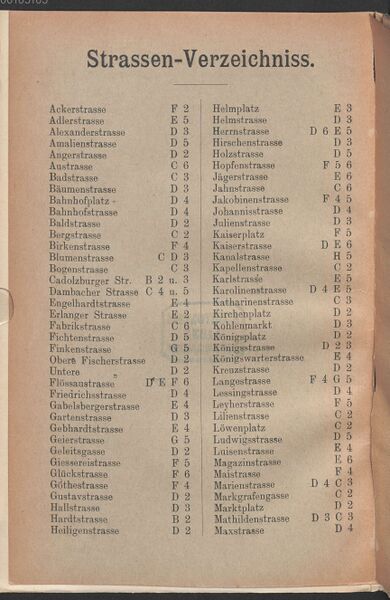 Strassen-Verzeichniss.
Ackerstrasse F 2
Adlerstrasse E 5
Alexanderstrasse D 3
Amalienstrasse D 5
Angerstrasse D 2
Austrasse C 6
Badstrasse C 3
Bäumenstrasse D 3
Bahnhofplatz D 4
Bahnhofstrasse D 4
Baldstrasse D 2
Bergstrasse C 2
Birkenstrasse F 4
Blumenstrasse C D 3
Bogenstrasse C 3
Cadolzburger Str. B 2 u. 3
Dambacher Strasse C 4 u. 5
Engelhardtstrasse E 4
Erlanger Strasse E 2
Fabrikstrasse C 6
Fichtenstrasse D 5
Finkenstrasse G 5
Obere Fischerstrasse D 2
Untere „ D 2
Flössaustrasse D E F 6
Friedrichstrasse D 4
Gabelsbergerstrasse E 4
Gartenstrasse D 3
Gebhardtstrasse E 4
Geierstrasse G 5
Geleitsgasse D 2
Giessereistrasse F 5
Glückstrasse F 6
Göthestrasse F 4
Gustavstrasse D 2
Hallstrasse D 3
Hardtstrasse B 2
Heiligenstrasse D 2
Helmplatz E 3
Helmstrasse D 3
Herrnstrasse D 6 E 5
Hirschenstrasse D 3
Holzstrasse D 5
Hopfenstrasse F 5 6
Jägerstrasse E 6
Jahnstrasse C 6
Jakobinenstrasse F 4 5
Johannisstrasse D 4
Julienstrasse D 3
Kaiserplatz F 5
Kaiserstrasse D E 6
Kanalstrasse H 5
Kapellenstrasse C 2
Karlstrasse E 5
Karolinenstrasse D 4 E 5
Katharinenstrasse C 3
Kirchenplatz D 2
Kohlenmarkt D 3
Königsplatz D 2
Königsstrasse D 2 3
Königswarterstrasse E 4
Kreuzstrasse D 2
Langestrasse F 4 G 5
Lessingstrasse D 4
Leyherstrasse F 5
Lilienstrasse C 2
Löwenplatz C 2
Ludwigsstrasse D 5
Luisenstrasse E 4
Magazinstrasse E 6
Maistrasse F 4
Marienstrasse D 4 C 3
Markgrafengasse C 2
Marktplatz D 2
Mathildenstrasse D 3 C 3
Maxstrasse D 4